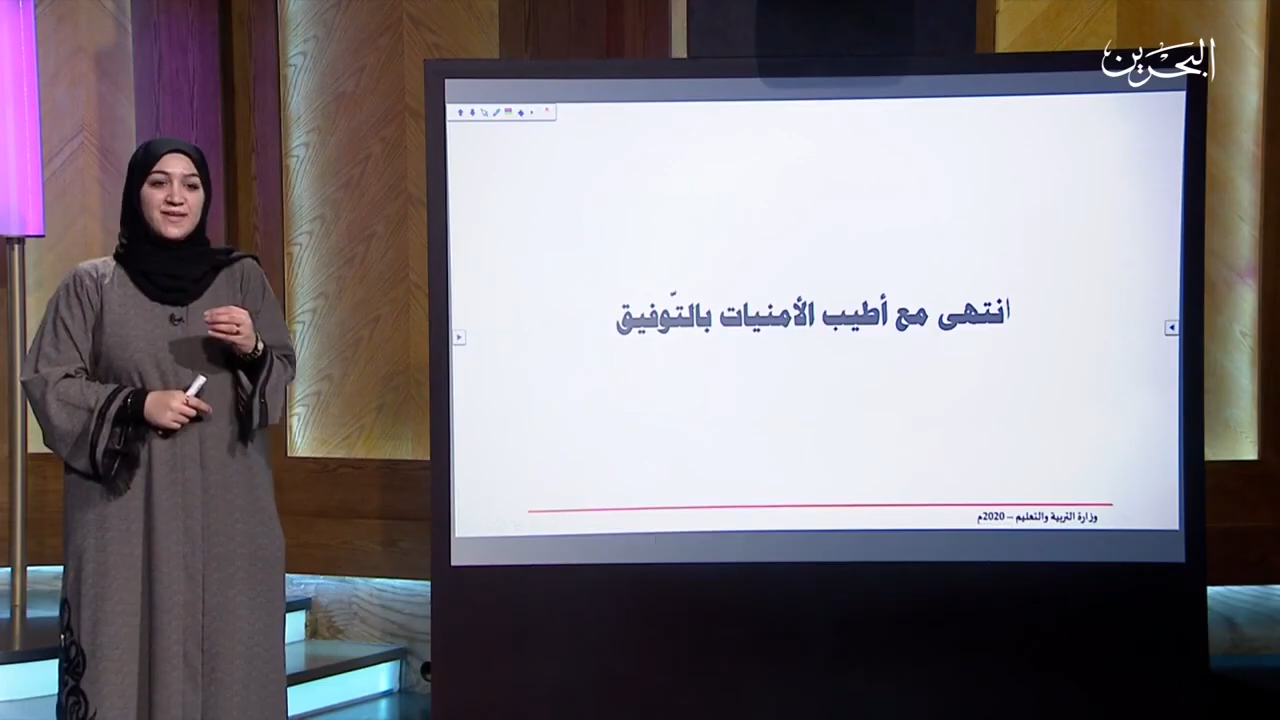 البحرين
انتهى مع أطيب الأمنيات بالتّوفيق
وزارة التربية والتعليم – 2020م